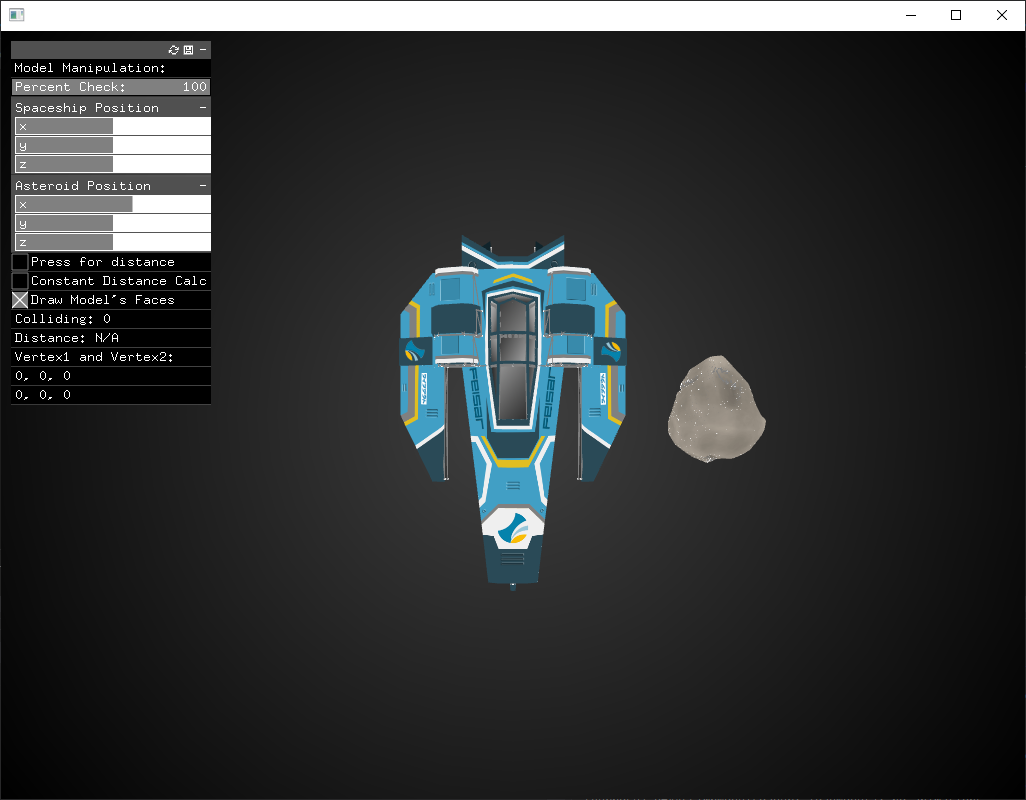 Model Manipulation:
Percent Check: 100
Spaceship Position
x
y
z
Asteroid Position
x
y
z
Press for distance
Constant Distance Calc
Draw Model's Faces
Colliding: 0
Distance: N/A
Vertex1 and Vertex2:
0, 0, 0
0, 0, 0
Feisar
Feisar